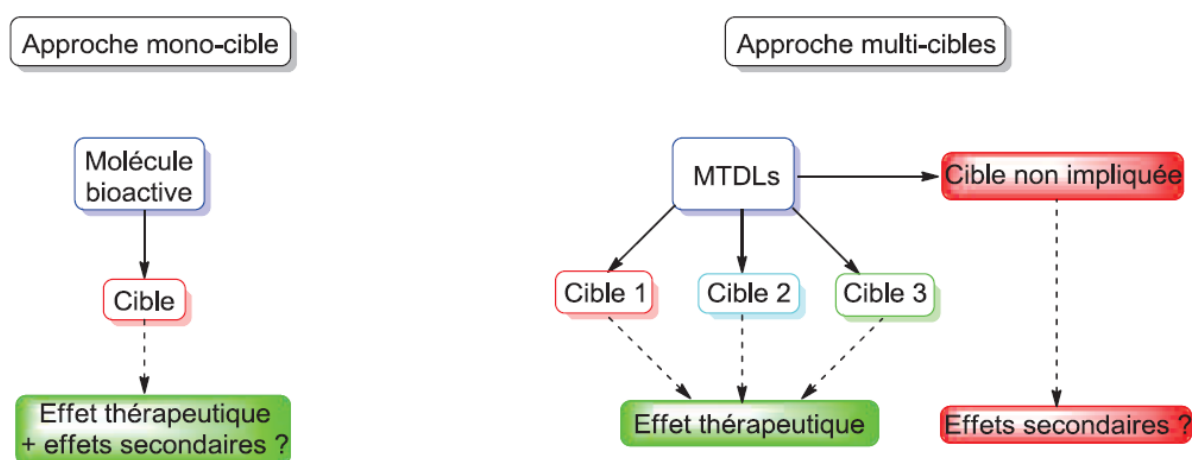 Approche mono-cible
Approche multi-cibles
Molécule
bioactive
MTDLs
Cible non impliquée
Cible
Cible 1
Cible 2
Cible 3
Effet thérapeutique
+ effets secondaires ?
Effet thérapeutique
Effets secondaires ?